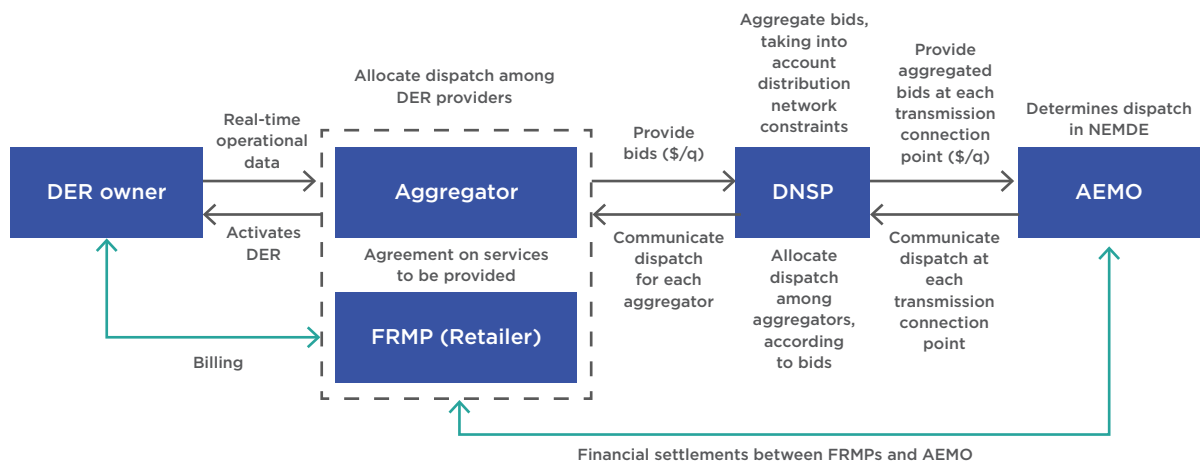 Allocate dispatch among
DER providers
Aggregate bids,
taking into
account
distribution
network
constraints
Provide
aggregated
bids at each
transmission
connection
point ($/q)
Determines dispatch
in NEMDE
Real-time
operational
data
Provide
bids ($/q)
DER owner
Aggregator
DNSP
AEMO
Activates
DER
Agreement on services
to be provided
Communicate
dispatch
for each
aggregator
Allocate
dispatch
among
aggregators,
according
to bids
Communicate
dispatch at
each
transmission
connection
point
FRMP (Retailer)
Billing
Financial settlements between FRMPs and AEMO